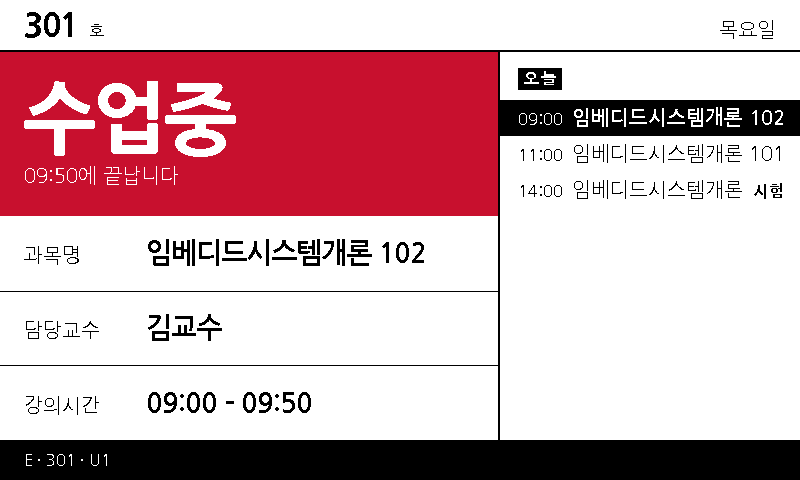 301 호
목요일
수업중
09:50에 끝납니다
과목명 임베디드시스템개론 102
담당교수 김교수
강의시간 09:00 - 09:50
오늘
09:00 임베디드시스템개론 102
11:00 임베디드시스템개론 101
14:00 임베디드시스템개론 시험
E · 301 · U1